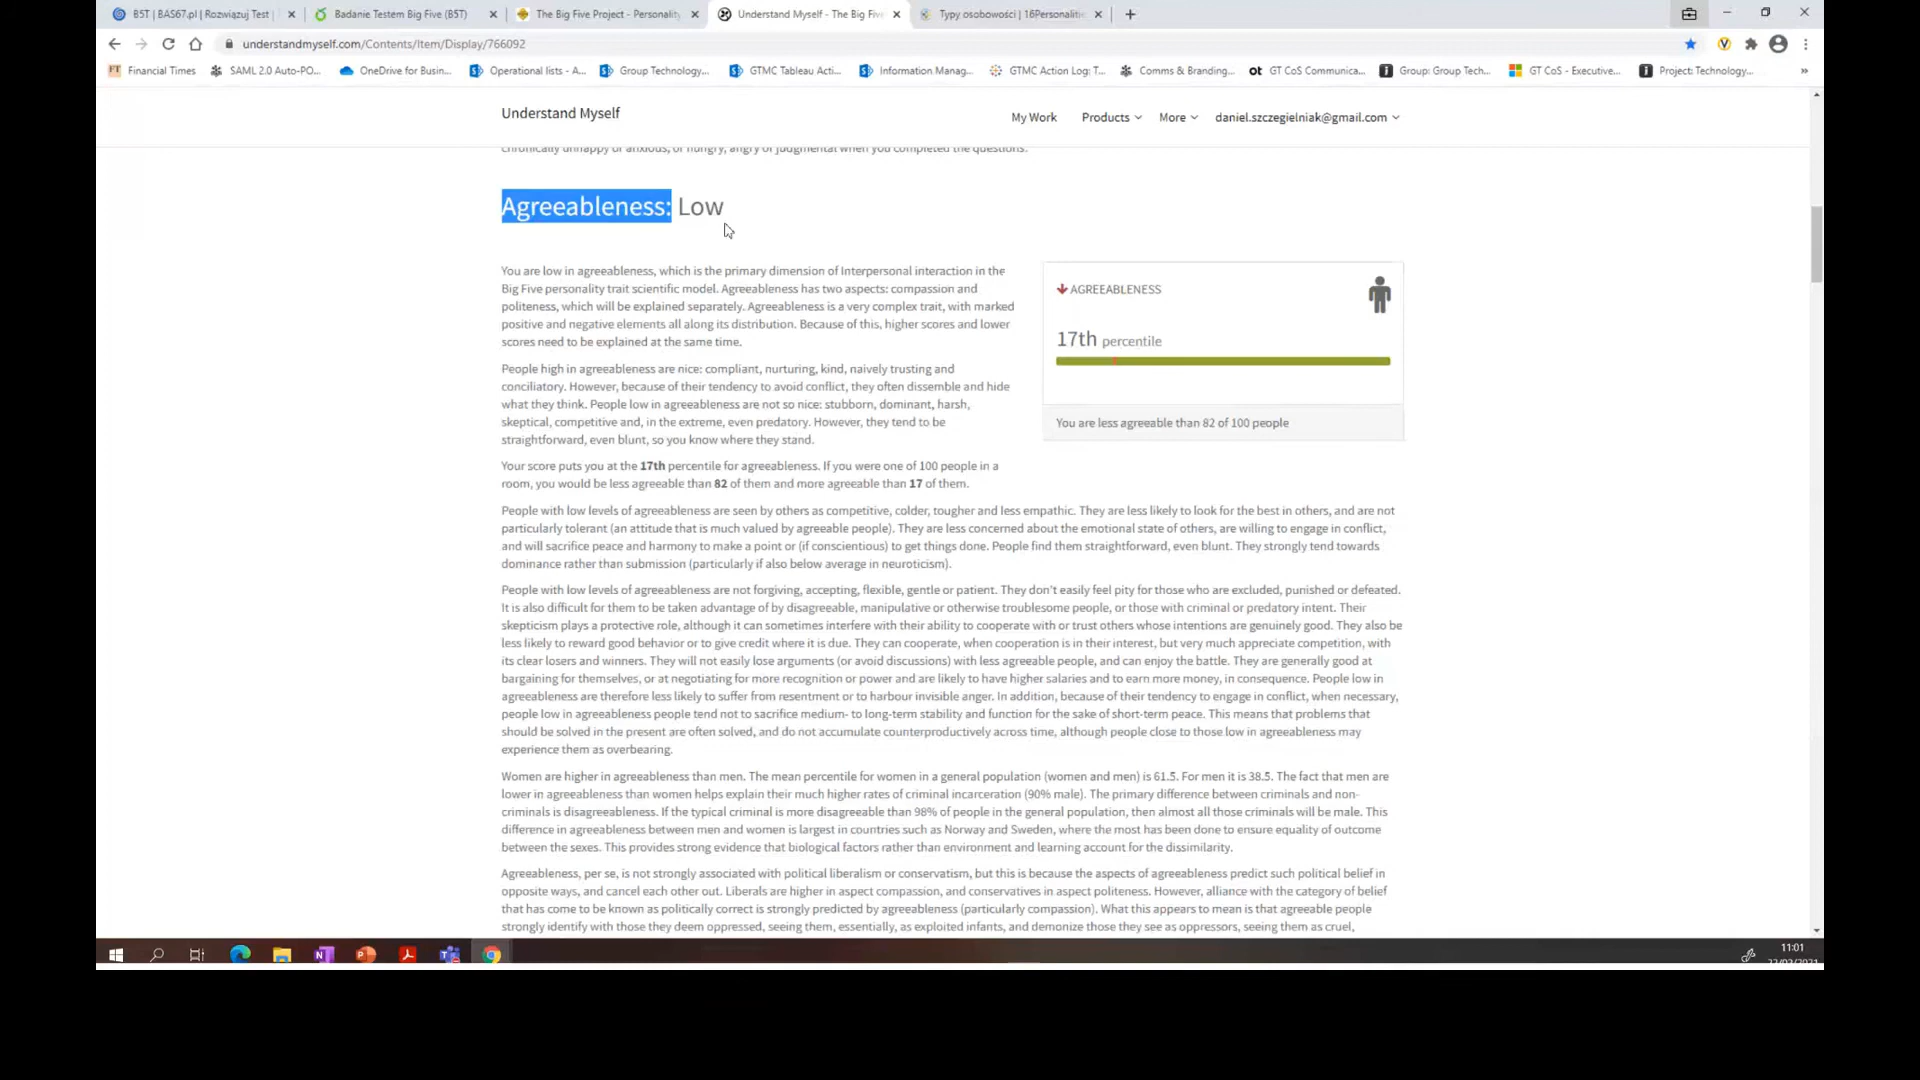 B5T | BAS67.pl | Rozwiązuj Test
Badanie Testem Big Five (B5T)
The Big Five Project - Personality
Understand Myself - The Big Five
Typy osobowości | 16Personalitie
understandmyself.com/Contents/Item/Display/766092
Financial Times
SAML 2.0 Auto-PO...
OneDrive for Busin...
Operational lists - A...
Group Technology...
GTMC Tableau Acti...
Information Manag...
GTMC Action Log: T...
Comms & Branding...
GT CoS Communica...
Group: Group Tech...
GT CoS - Executive...
Project: Technology...
Understand Myself
My Work
Products
More
daniel.szczegielniak@gmail.com
chronically unhappy or anxious, or hungry, angry or judgmental when you completed the questions.
Agreeableness: Low
You are low in agreeableness, which is the primary dimension of Interpersonal interaction in the
Big Five personality trait scientific model. Agreeableness has two aspects: compassion and
politeness, which will be explained separately. Agreeableness is a very complex trait, with marked
positive and negative elements all along its distribution. Because of this, higher scores and lower
scores need to be explained at the same time.
People high in agreeableness are nice: compliant, nurturing, kind, naively trusting and
conciliatory. However, because of their tendency to avoid conflict, they often dissemble and hide
what they think. People low in agreeableness are not so nice: stubborn, dominant, harsh,
skeptical, competitive and, in the extreme, even predatory. However, they tend to be
straightforward, even blunt, so you know where they stand.
Your score puts you at the 17th percentile for agreeableness. If you were one of 100 people in a
room, you would be less agreeable than 82 of them and more agreeable than 17 of them.
AGREEABLENESS
17th percentile
You are less agreeable than 82 of 100 people
People with low levels of agreeableness are seen by others as competitive, colder, tougher and less empathic. They are less likely to look for the best in others, and are not
particularly tolerant (an attitude that is much valued by agreeable people). They are less concerned about the emotional state of others, are willing to engage in conflict,
and will sacrifice peace and harmony to make a point or (if conscientious) to get things done. People find them straightforward, even blunt. They strongly tend towards
dominance rather than submission (particularly if also below average in neuroticism).
People with low levels of agreeableness are not forgiving, accepting, flexible, gentle or patient. They don't easily feel pity for those who are excluded, punished or defeated.
It is also difficult for them to be taken advantage of by disagreeable, manipulative or otherwise troublesome people, or those with criminal or predatory intent. Their
skepticism plays a protective role, although it can sometimes interfere with their ability to cooperate with or trust others whose intentions are genuinely good. They also be
less likely to reward good behavior or to give credit where it is due. They can cooperate, when cooperation is in their interest, but very much appreciate competition, with
its clear losers and winners. They will not easily lose arguments (or avoid discussions) with less agreeable people, and can enjoy the battle. They are generally good at
bargaining for themselves, or at negotiating for more recognition or power and are likely to have higher salaries and to earn more money, in consequence. People low in
agreeableness are therefore less likely to suffer from resentment or to harbour invisible anger. In addition, because of their tendency to engage in conflict, when necessary,
people low in agreeableness people tend not to sacrifice medium- to long-term stability and function for the sake of short-term peace. This means that problems that
should be solved in the present are often solved, and do not accumulate counterproductively across time, although people close to those low in agreeableness may
experience them as overbearing.
Women are higher in agreeableness than men. The mean percentile for women in a general population (women and men) is 61.5. For men it is 38.5. The fact that men are
lower in agreeableness than women helps explain their much higher rates of criminal incarceration (90% male). The primary difference between criminals and non-
criminals is disagreeableness. If the typical criminal is more disagreeable than 98% of people in the general population, then almost all those criminals will be male. This
difference in agreeableness between men and women is largest in countries such as Norway and Sweden, where the most has been done to ensure equality of outcome
between the sexes. This provides strong evidence that biological factors rather than environment and learning account for the dissimilarity.
Agreeableness, per se, is not strongly associated with political liberalism or conservatism, but this is because the aspects of agreeableness predict such political belief in
opposite ways, and cancel each other out. Liberals are higher in aspect compassion, and conservatives in aspect politeness. However, alliance with the category of belief
that has come to be known as politically correct is strongly predicted by agreeableness (particularly compassion). What this appears to mean is that agreeable people
strongly identify with those they deem oppressed, seeing them, essentially, as exploited infants, and demonize those they see as oppressors, seeing them as cruel,
11:01